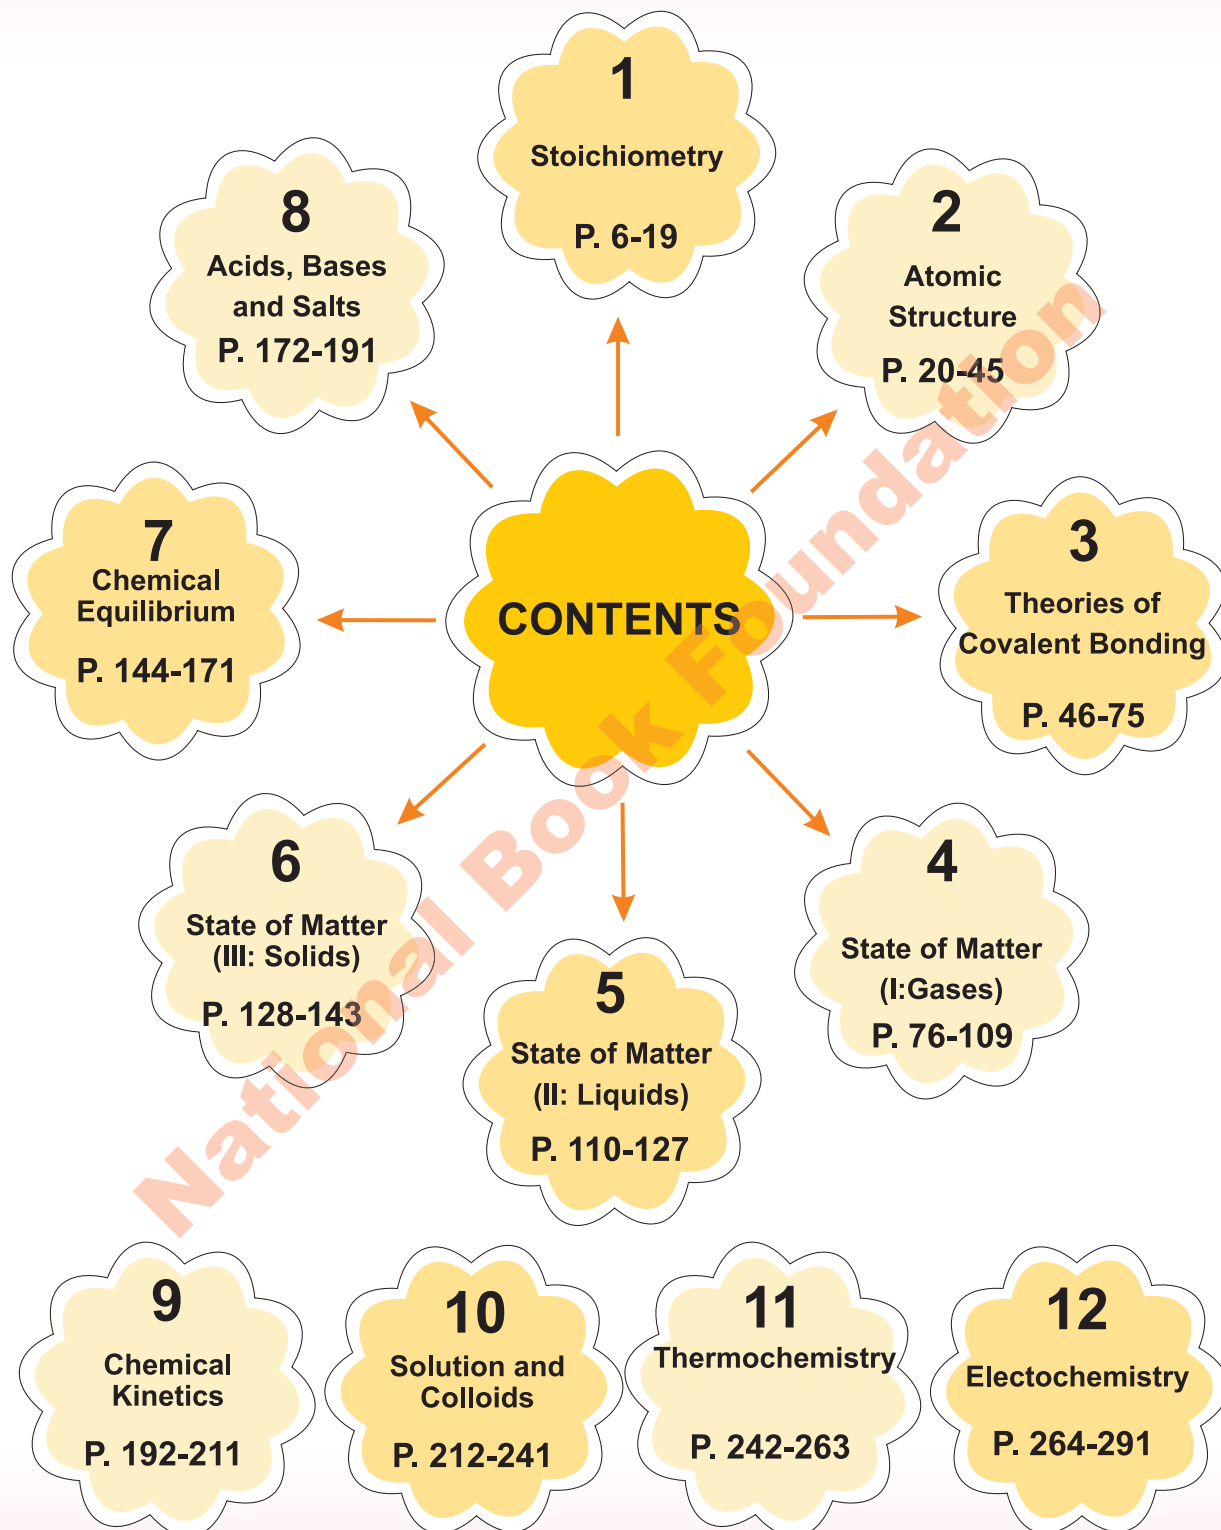 1
Stoichiometry
P. 6-19
2
Atomic
Structure
P. 20-45
3
Theories of
Covalent Bonding
P. 46-75
4
State of Matter
(I:Gases)
P. 76-109
5
State of Matter
(II: Liquids)
P. 110-127
6
State of Matter
(III: Solids)
P. 128-143
7
Chemical
Equilibrium
P. 144-171
8
Acids, Bases
and Salts
P. 172-191
CONTENTS
9
Chemical
Kinetics
P. 192-211
10
Solution and
Colloids
P. 212-241
11
Thermochemistry
P. 242-263
12
Electochemistry
P. 264-291
National Book Foundation